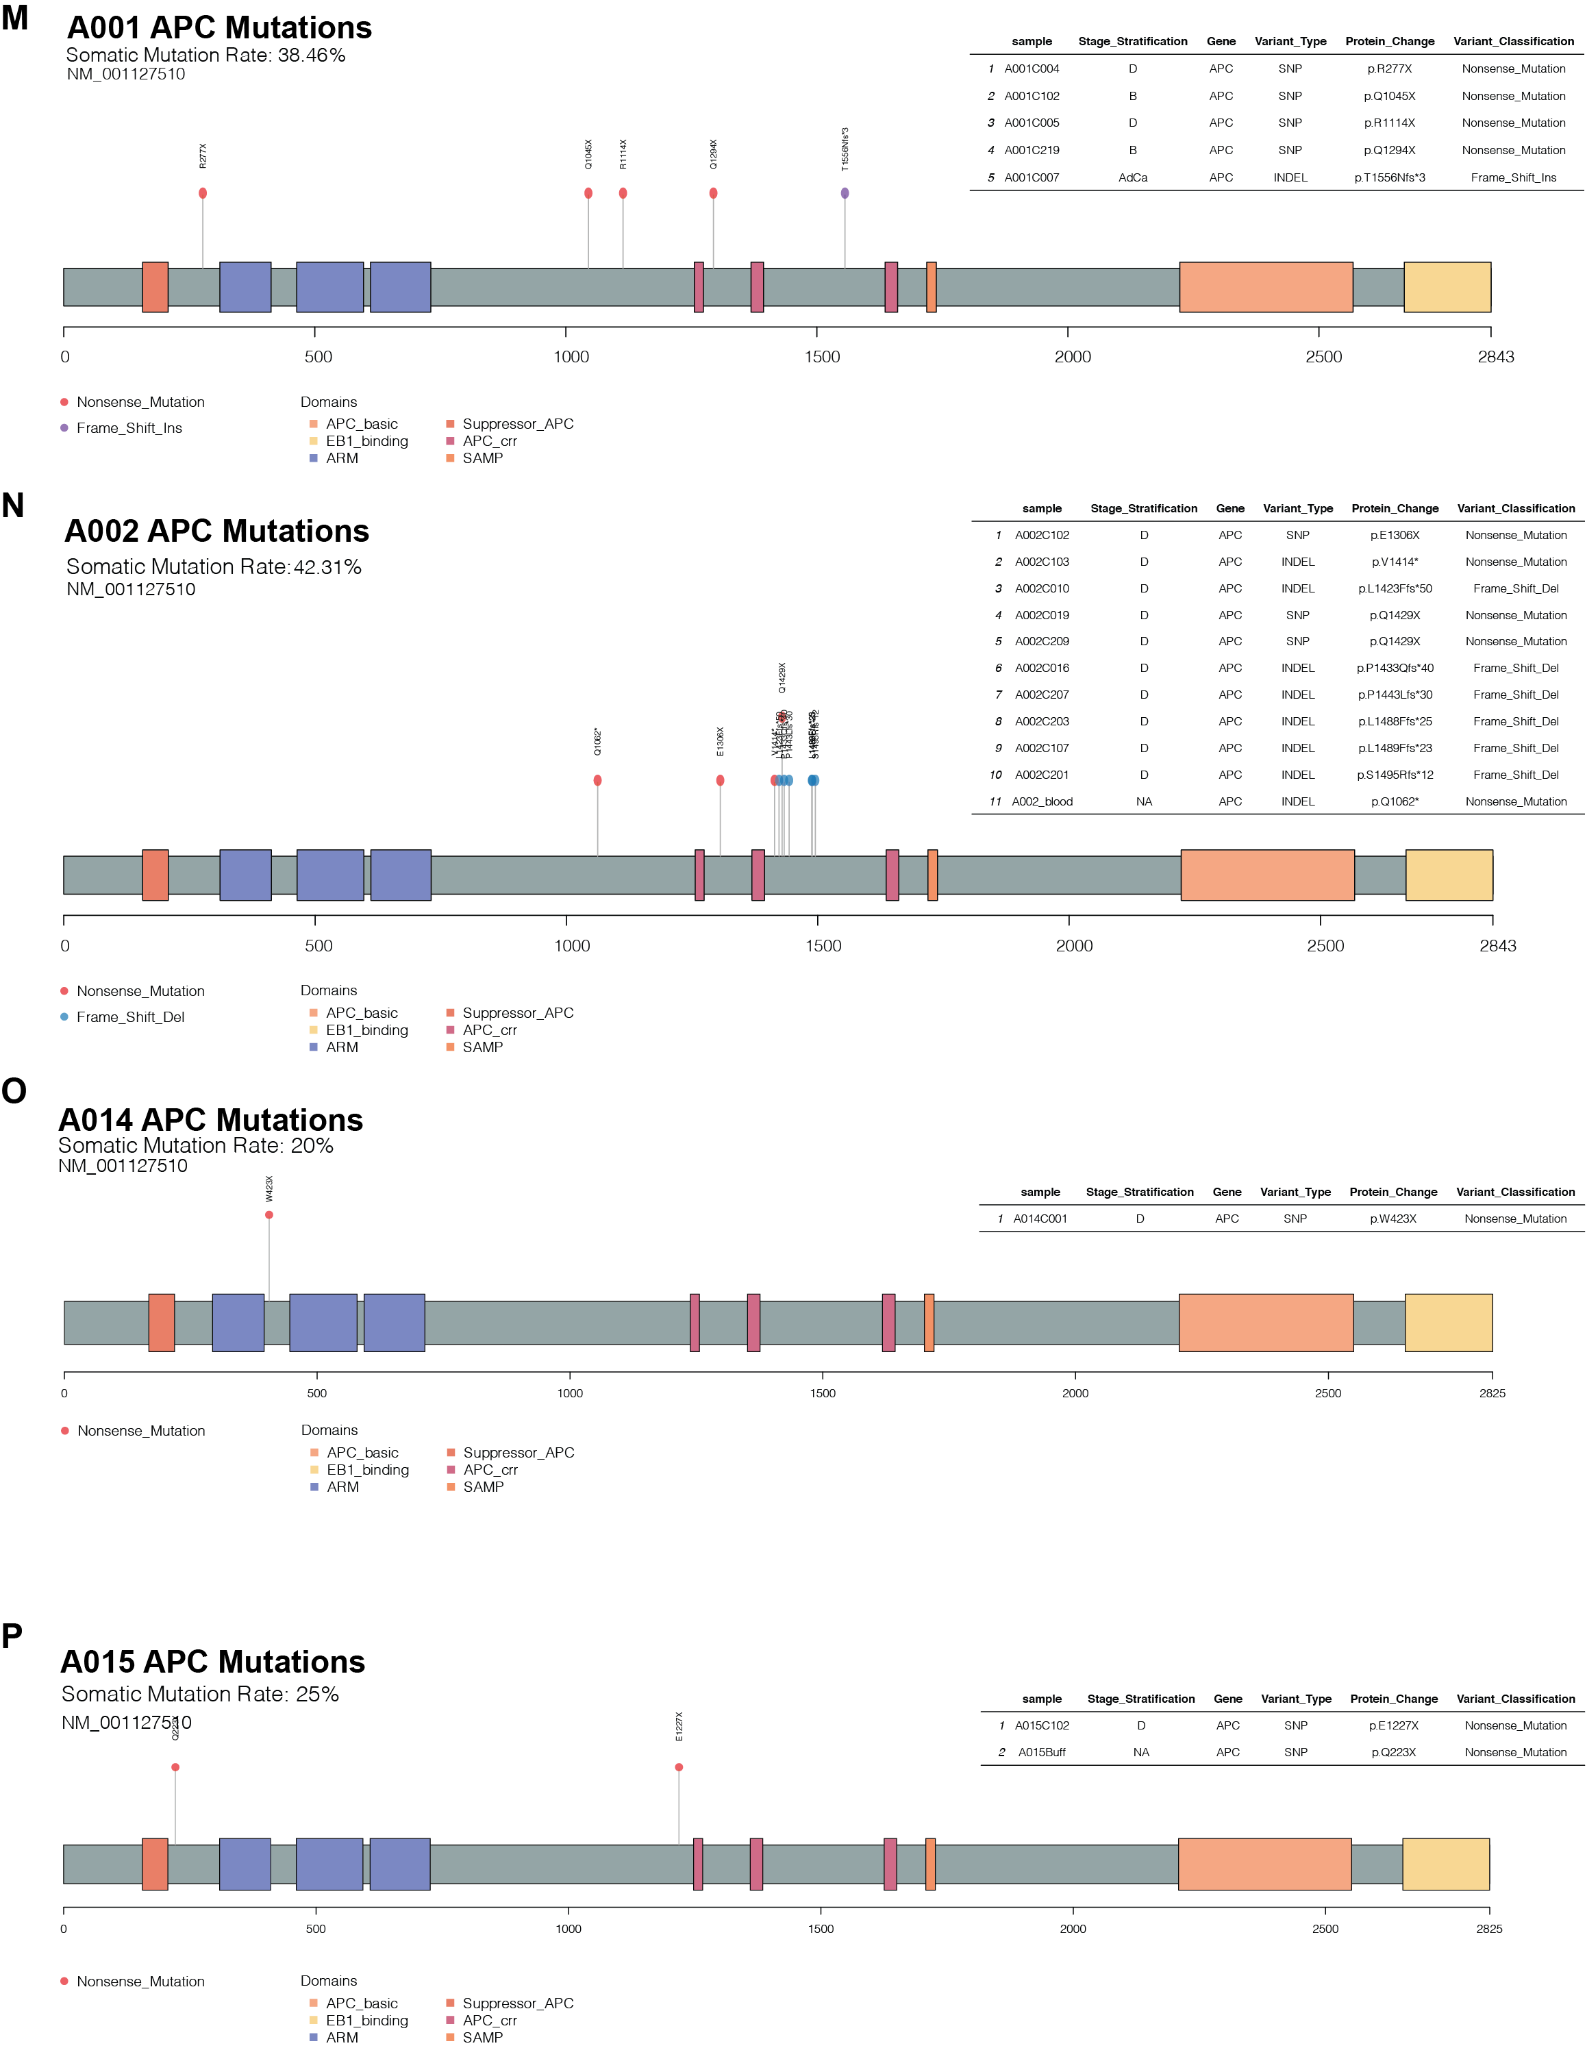 M
A001 APC Mutations
Somatic Mutation Rate: 38.46%
NM_001127510
sample Stage_Stratification Gene Variant_Type Protein_Change Variant_Classification
1 A001C004 D APC SNP p.R277X Nonsense_Mutation
2 A001C102 B APC SNP p.Q1045X Nonsense_Mutation
3 A001C005 D APC SNP p.R1114X Nonsense_Mutation
4 A001C219 B APC SNP p.Q1294X Nonsense_Mutation
5 A001C007 AdCa APC INDEL p.T1556Nfs*3 Frame_Shift_Ins
R277X Q1045X R1114X Q1294X T1556Nfs*3
0 500 1000 1500 2000 2500 2843
Nonsense_Mutation
Frame_Shift_Ins
Domains
APC_basic Suppressor_APC
EB1_binding APC_crr
ARM SAMP
N
A002 APC Mutations
Somatic Mutation Rate: 42.31%
NM_001127510
sample Stage_Stratification Gene Variant_Type Protein_Change Variant_Classification
1 A002C102 D APC SNP p.E1306X Nonsense_Mutation
2 A002C103 D APC INDEL p.V1414* Nonsense_Mutation
3 A002C010 D APC INDEL p.L1423Ffs*50 Frame_Shift_Del
4 A002C019 D APC SNP p.Q1429X Nonsense_Mutation
5 A002C209 D APC SNP p.Q1429X Nonsense_Mutation
6 A002C016 D APC INDEL p.P1433Qfs*40 Frame_Shift_Del
7 A002C207 D APC INDEL p.P1443Lfs*30 Frame_Shift_Del
8 A002C203 D APC INDEL p.L1488Ffs*25 Frame_Shift_Del
9 A002C107 D APC INDEL p.L1489Ffs*23 Frame_Shift_Del
10 A002C201 D APC INDEL p.S1495Rfs*12 Frame_Shift_Del
11 A002_blood NA APC INDEL p.Q1062* Nonsense_Mutation
Q1062* E1306X V1414* Q1429X
0 500 1000 1500 2000 2500 2843
Nonsense_Mutation
Frame_Shift_Del
Domains
APC_basic Suppressor_APC
EB1_binding APC_crr
ARM SAMP
O
A014 APC Mutations
Somatic Mutation Rate: 20%
NM_001127510
sample Stage_Stratification Gene Variant_Type Protein_Change Variant_Classification
1 A014C001 D APC SNP p.W423X Nonsense_Mutation
W423X
0 500 1000 1500 2000 2500 2825
Nonsense_Mutation
Domains
APC_basic Suppressor_APC
EB1_binding APC_crr
ARM SAMP
P
A015 APC Mutations
Somatic Mutation Rate: 25%
NM_001127510
sample Stage_Stratification Gene Variant_Type Protein_Change Variant_Classification
1 A015C102 D APC SNP p.E1227X Nonsense_Mutation
2 A015Buff NA APC SNP p.Q223X Nonsense_Mutation
Q223X E1227X
0 500 1000 1500 2000 2500 2825
Nonsense_Mutation
Domains
APC_basic Suppressor_APC
EB1_binding APC_crr
ARM SAMP